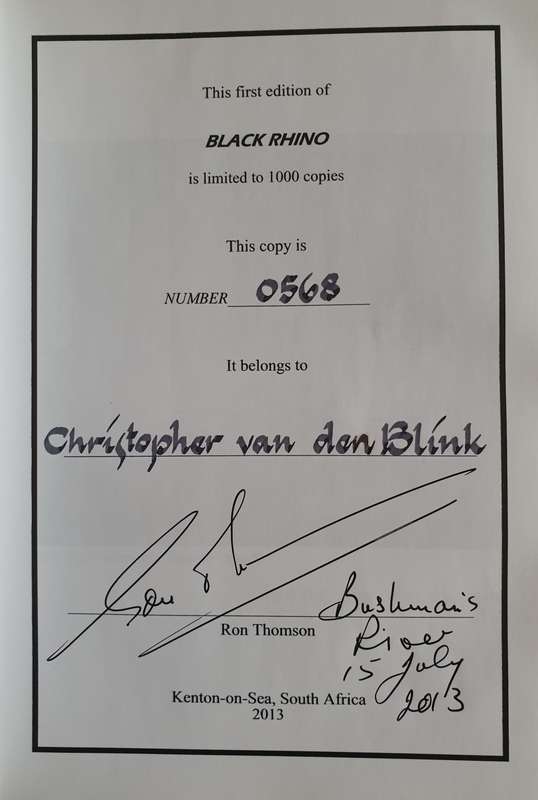 This first edition of
BLACK RHINO
is limited to 1000 copies
This copy is
NUMBER 0568
It belongs to
Christopher van den Blink
Ron Thomson
Bushman's
River
15 July
2013
Kenton-on-Sea, South Africa
2013